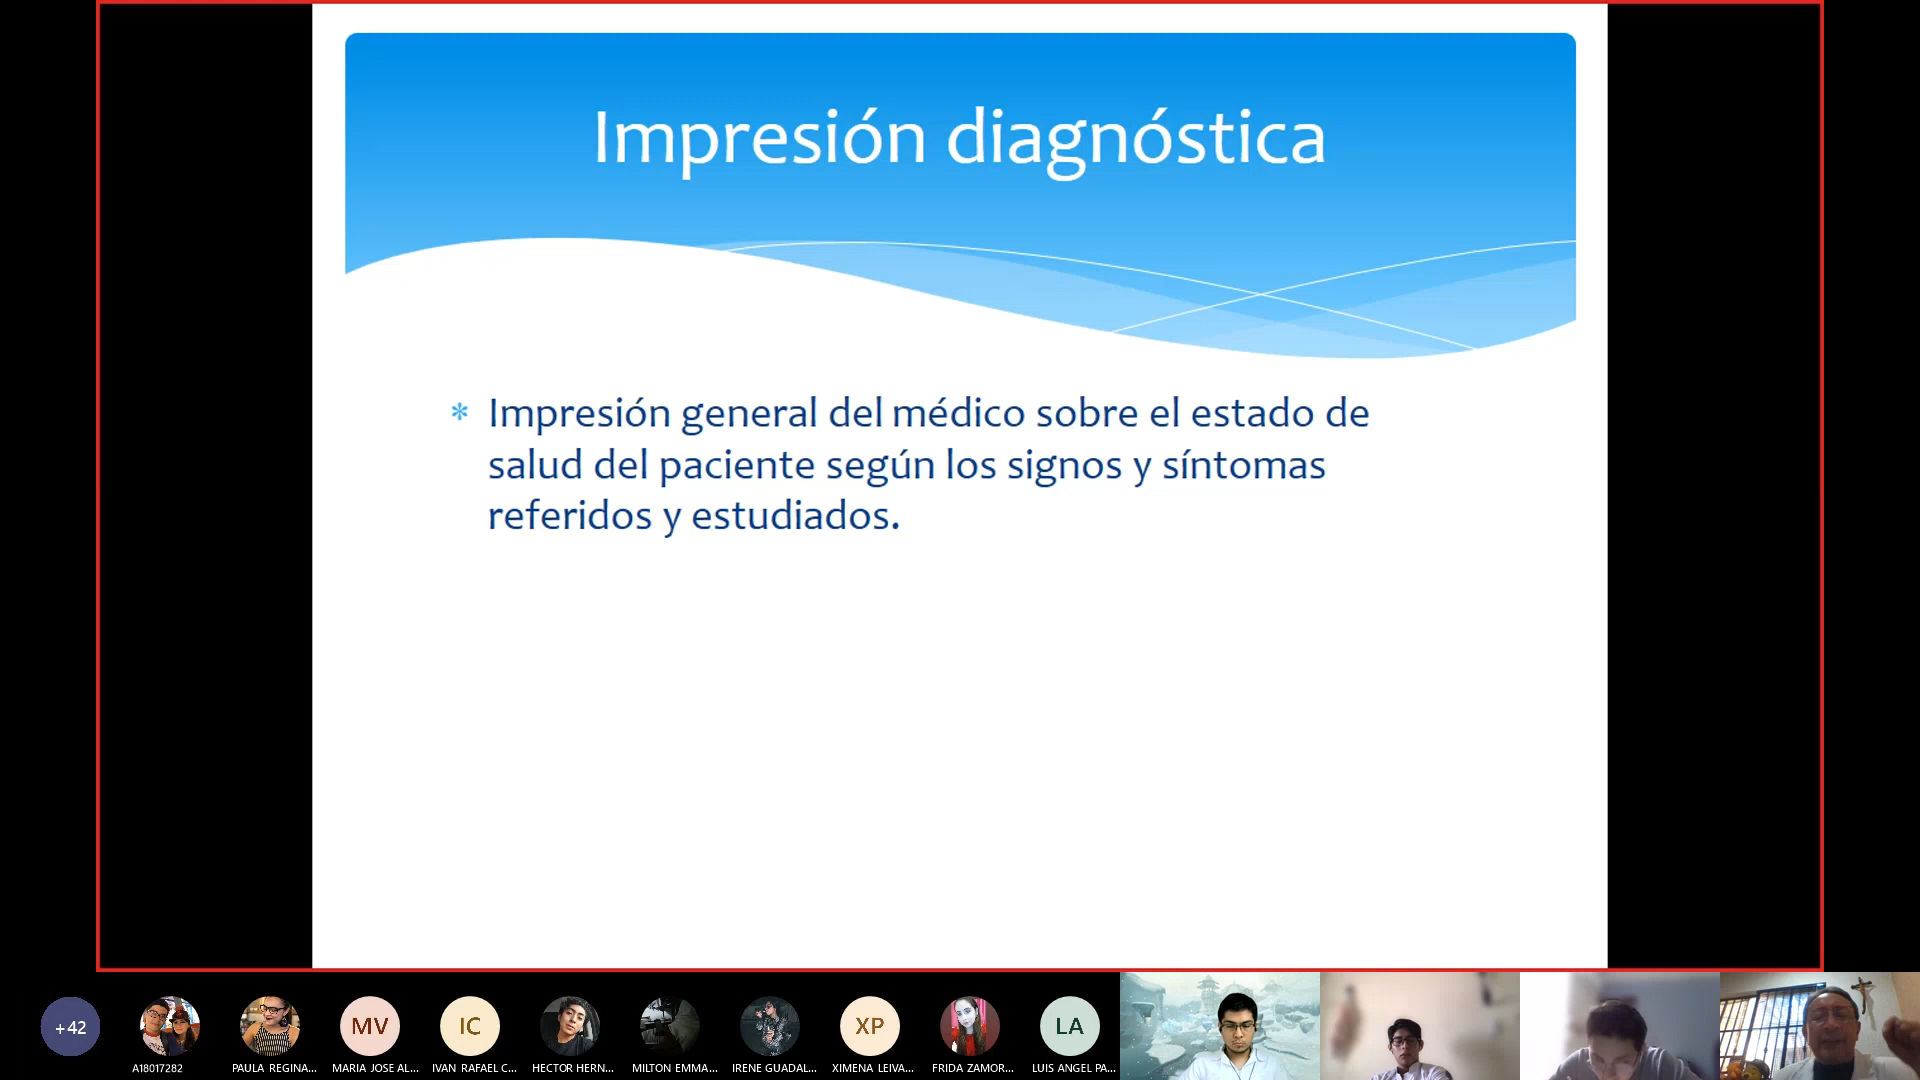 Impresión diagnóstica
* Impresión general del médico sobre el estado de
salud del paciente según los signos y síntomas
referidos y estudiados.
+42
MV
IC
XP
LA
A18017282
PAULA REGINA...
MARIA JOSE AL...
IVAN RAFAEL C...
HECTOR HERN...
MILTON EMMA...
IRENE GUADAL...
XIMENA LEIVA...
FRIDA ZAMOR...
LUIS ANGEL PA...